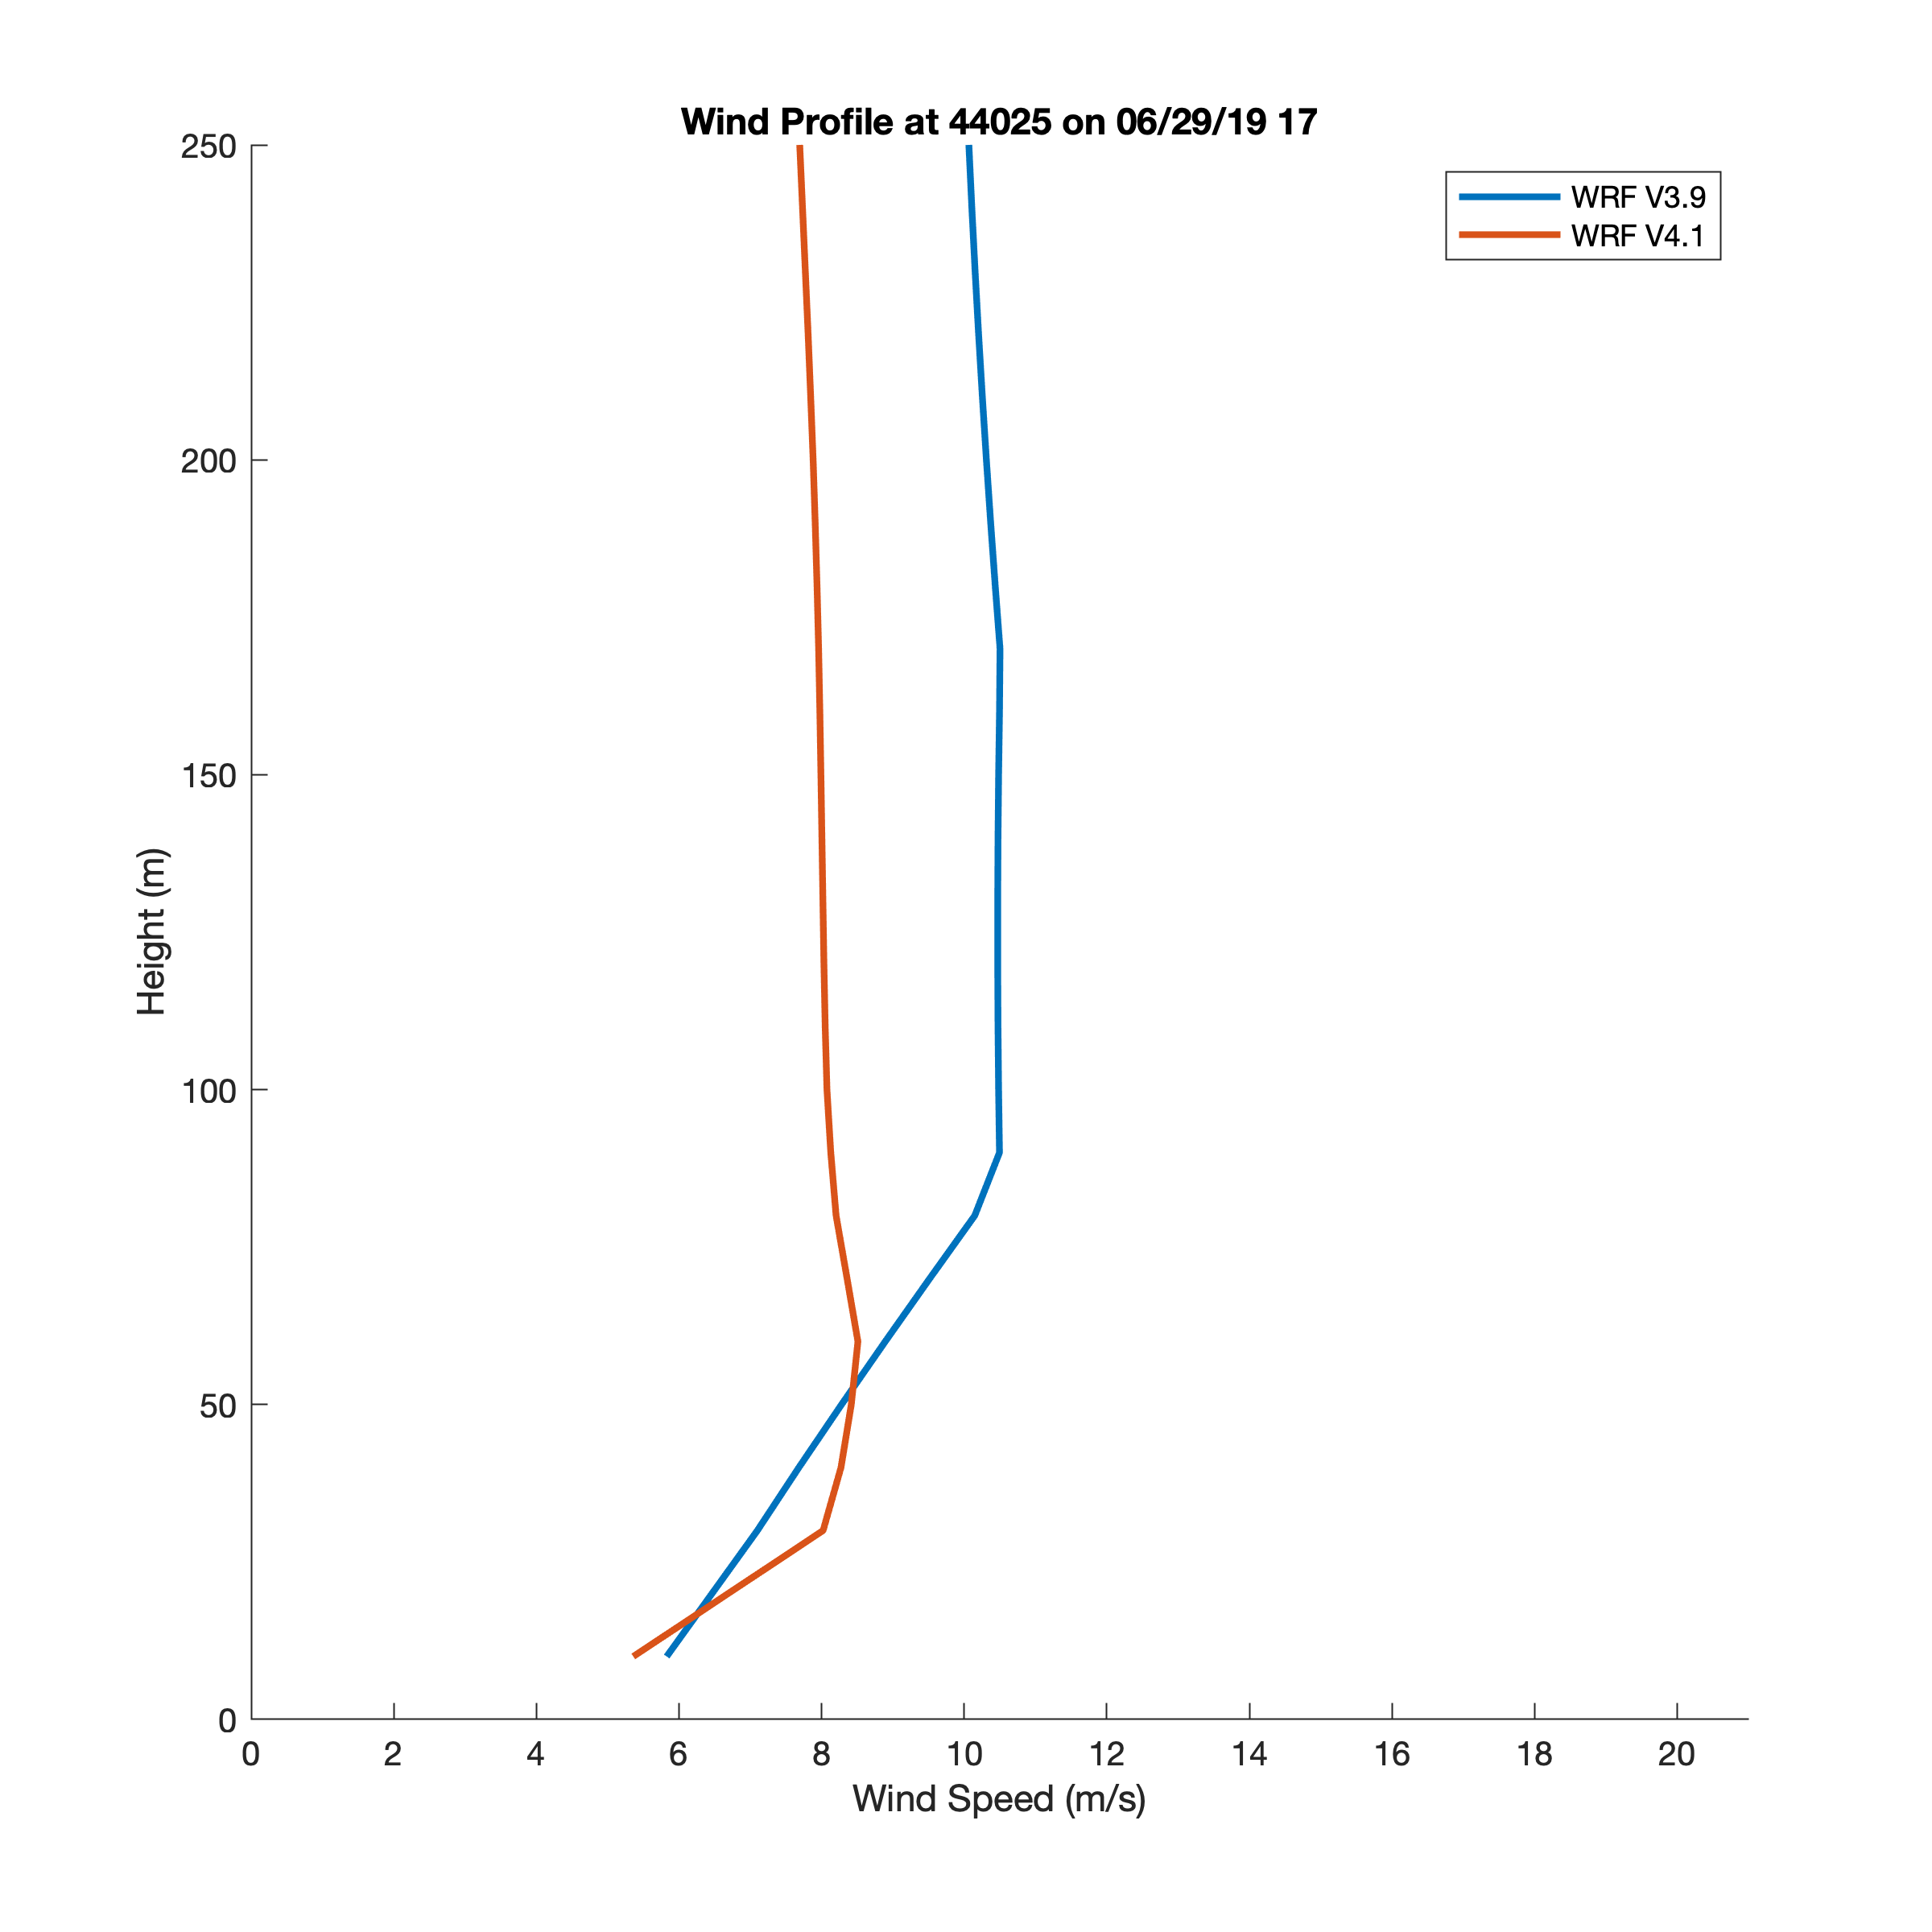 Wind Profile at 44025 on 06/29/19 17
WRF V3.9
WRF V4.1
250
200
150
100
50
0
Height (m)
0 2 4 6 8 10 12 14 16 18 20
Wind Speed (m/s)